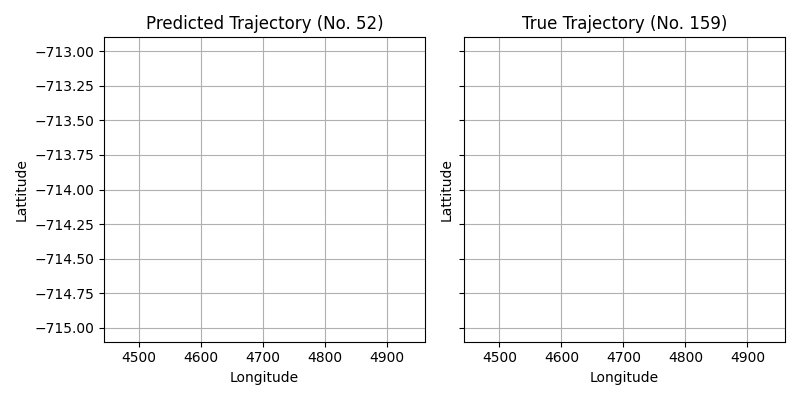 Predicted Trajectory (No. 52)
True Trajectory (No. 159)
−713.00
−713.25
−713.50
−713.75
−714.00
−714.25
−714.50
−714.75
−715.00
Lattitude
Lattitude
4500 4600 4700 4800 4900
4500 4600 4700 4800 4900
Longitude
Longitude